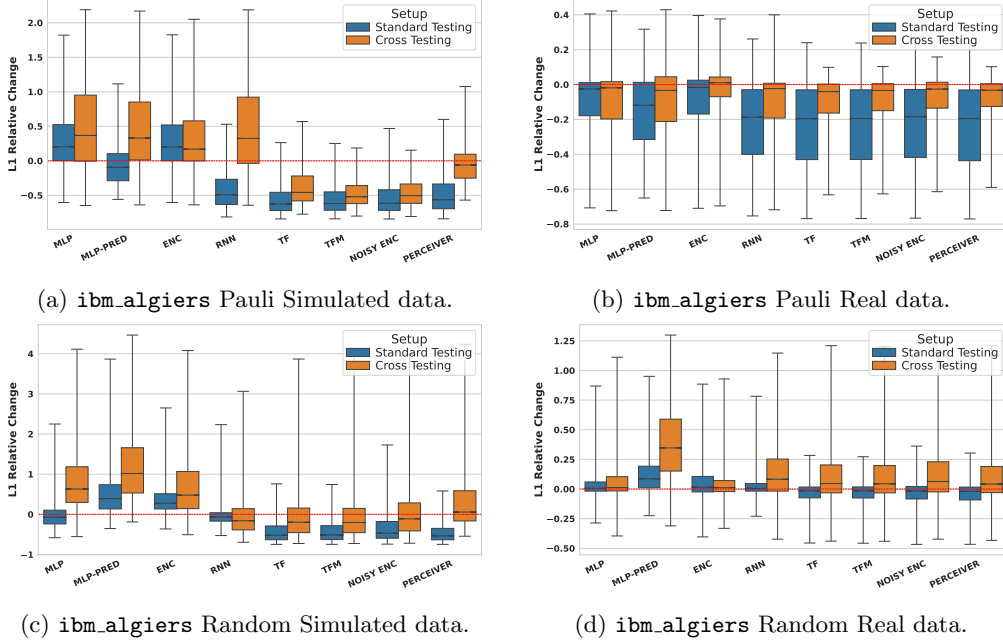 L1 Relative Change
2.0
1.5
1.0
0.5
0.0
−0.5
Setup
Standard Testing
Cross Testing
MLP
MLP-PRED
ENC
RNN
TF
TFM
NOISY ENC
PERCEIVER
(a) ibm_algiers Pauli Simulated data.
L1 Relative Change
0.4
0.2
−0.0
−0.2
−0.4
−0.6
−0.8
Setup
Standard Testing
Cross Testing
MLP
MLP-PRED
ENC
RNN
TF
TFM
NOISY ENC
PERCEIVER
(b) ibm_algiers Pauli Real data.
L1 Relative Change
4
3
2
1
0
−1
Setup
Standard Testing
Cross Testing
MLP
MLP-PRED
ENC
RNN
TF
TFM
NOISY ENC
PERCEIVER
(c) ibm_algiers Random Simulated data.
L1 Relative Change
1.25
1.00
0.75
0.50
0.25
0.00
−0.25
−0.50
Setup
Standard Testing
Cross Testing
MLP
MLP-PRED
ENC
RNN
TF
TFM
NOISY ENC
PERCEIVER
(d) ibm_algiers Random Real data.